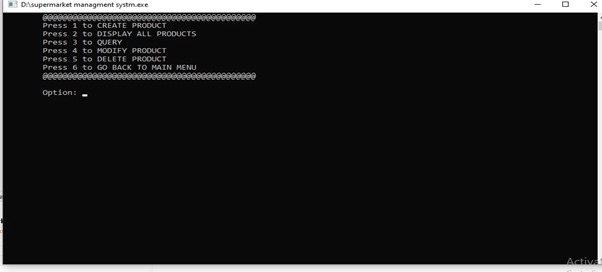 D:\supermarket managment systm.exe
@@@@@@@@@@@@@@@@@@@@@@@@@@@@@@@@@@@@@@@@@@@
Press 1 to CREATE PRODUCT
Press 2 to DISPLAY ALL PRODUCTS
Press 3 to QUERY
Press 4 to MODIFY PRODUCT
Press 5 to DELETE PRODUCT
Press 6 to GO BACK TO MAIN MENU
@@@@@@@@@@@@@@@@@@@@@@@@@@@@@@@@@@@@@@@@@@@
Option: